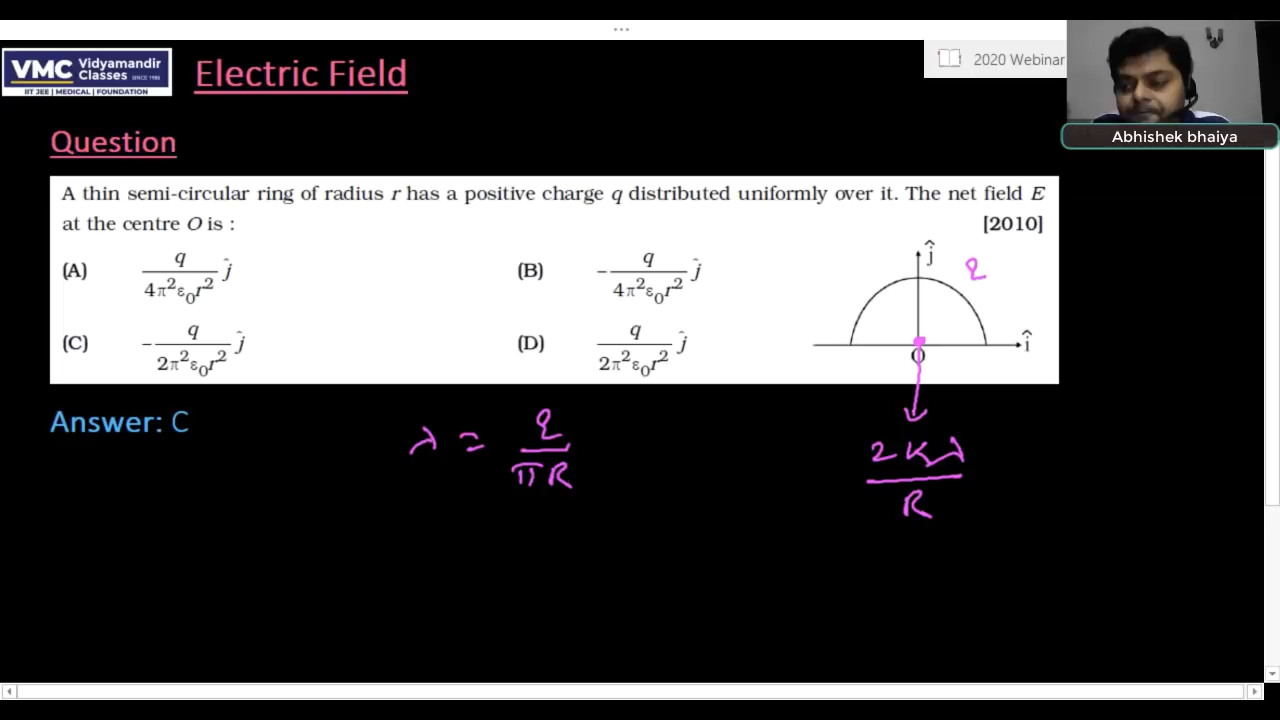 ...
VMC Vidyamandir Classes SINCE 1986
IIT JEE | MEDICAL | FOUNDATION
Electric Field
2020 Webinar
Abhishek bhaiya
Question
A thin semi-circular ring of radius r has a positive charge q distributed uniformly over it. The net field E
at the centre O is : [2010]
(A) q/4π²ε₀r² ĵ (B) −q/4π²ε₀r² ĵ
(C) −q/2π²ε₀r² ĵ (D) q/2π²ε₀r² ĵ
ĵ
q
î
O
Answer: C
λ = q/πR
2Kλ/R